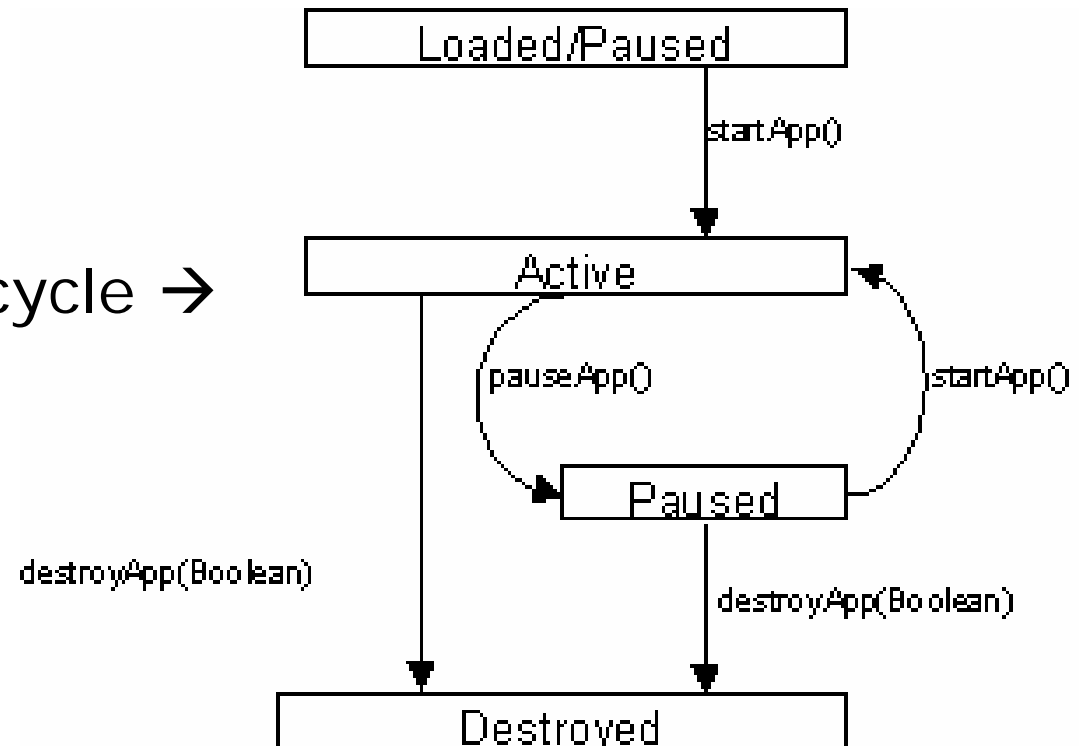 Loaded/Paused
startApp()
Active
cycle →
pauseApp()
startApp()
Paused
destroyApp(Boolean)
destroyApp(Boolean)
Destroyed